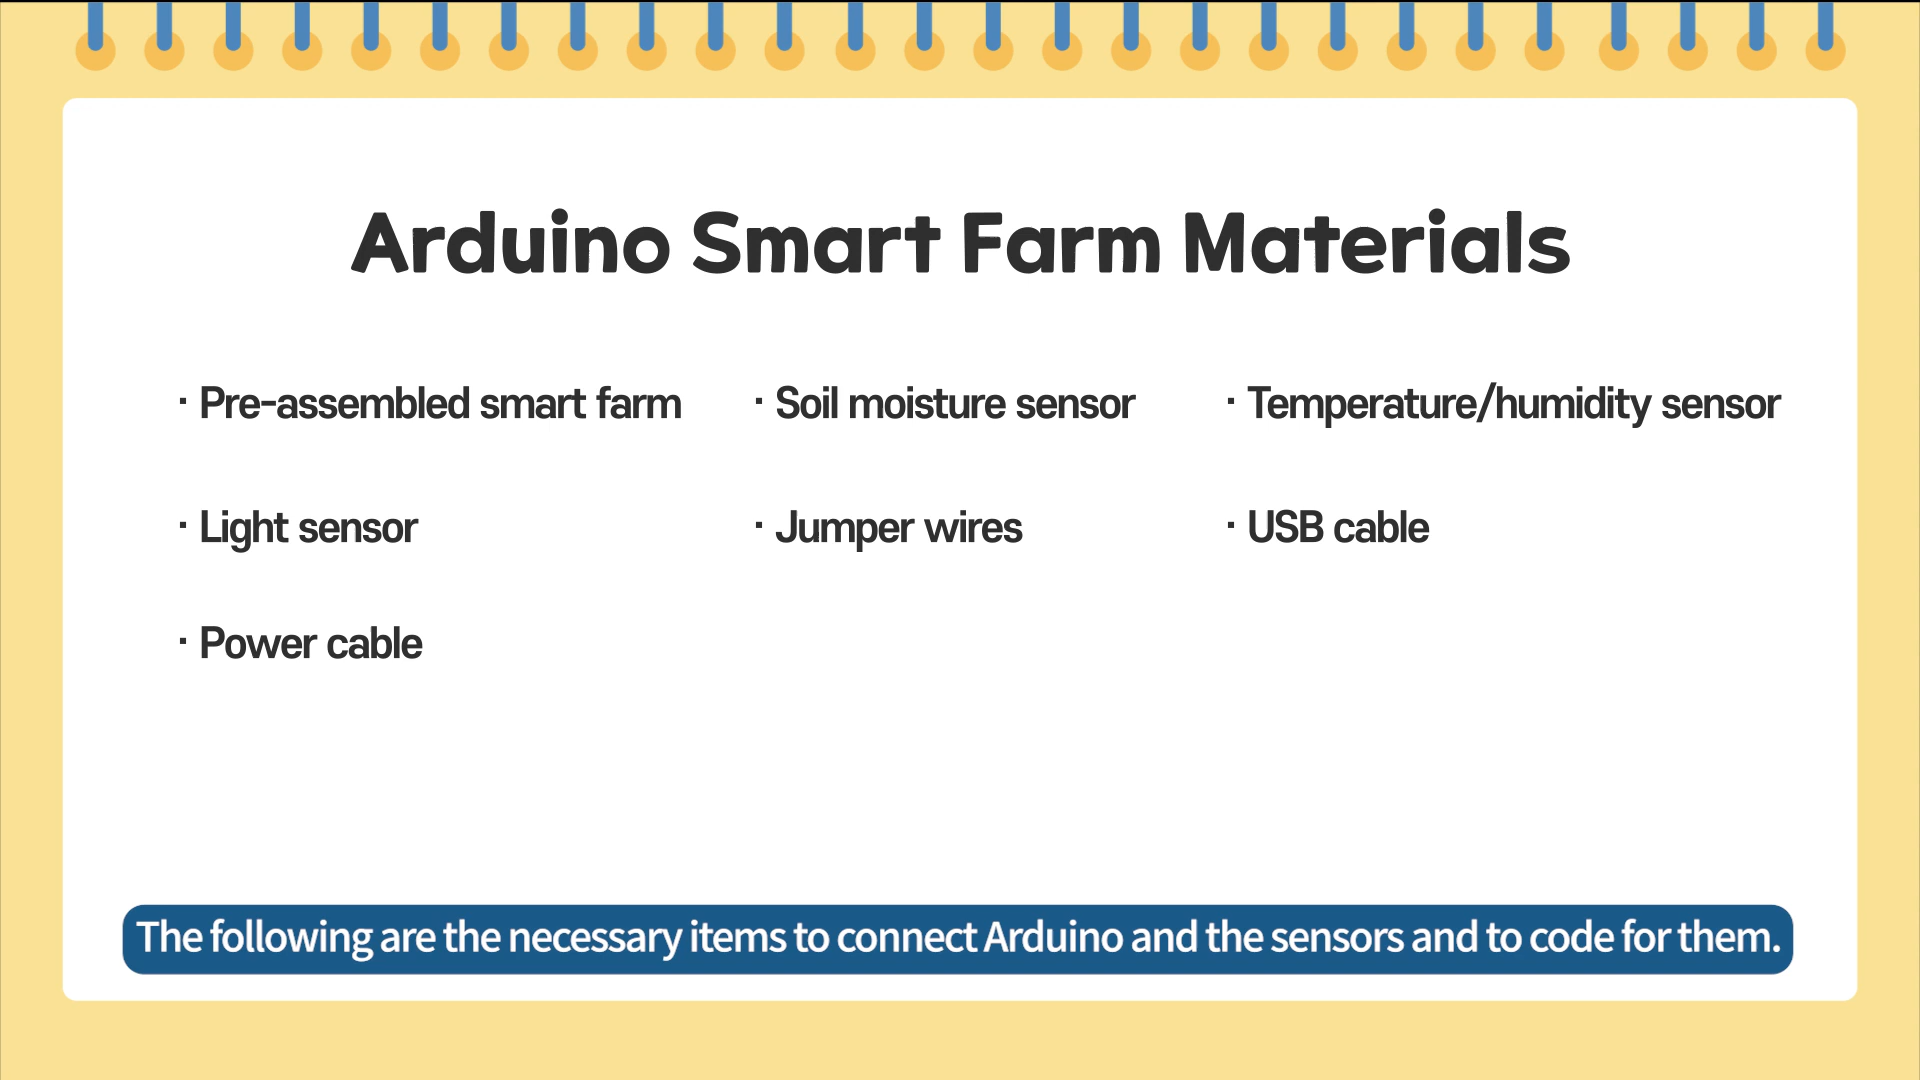 Arduino Smart Farm Materials
· Pre-assembled smart farm · Soil moisture sensor · Temperature/humidity sensor
· Light sensor · Jumper wires · USB cable
· Power cable
The following are the necessary items to connect Arduino and the sensors and to code for them.